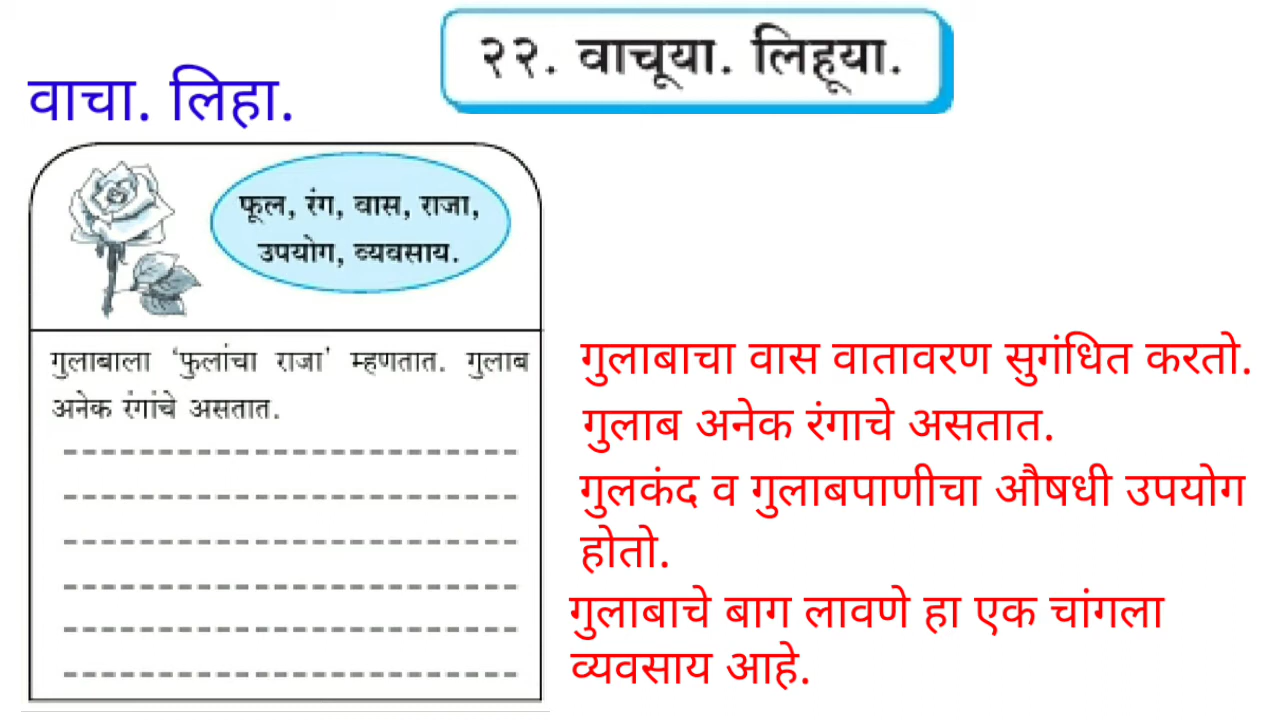 २२. वाचूया. लिहूया.
वाचा. लिहा.
फूल, रंग, वास, राजा,
उपयोग, व्यवसाय.
गुलाबाला ‘फुलांचा राजा’ म्हणतात. गुलाब
अनेक रंगांचे असतात.
गुलाबाचा वास वातावरण सुगंधित करतो.
गुलाब अनेक रंगाचे असतात.
गुलकंद व गुलाबपाणीचा औषधी उपयोग
होतो.
गुलाबाचे बाग लावणे हा एक चांगला
व्यवसाय आहे.